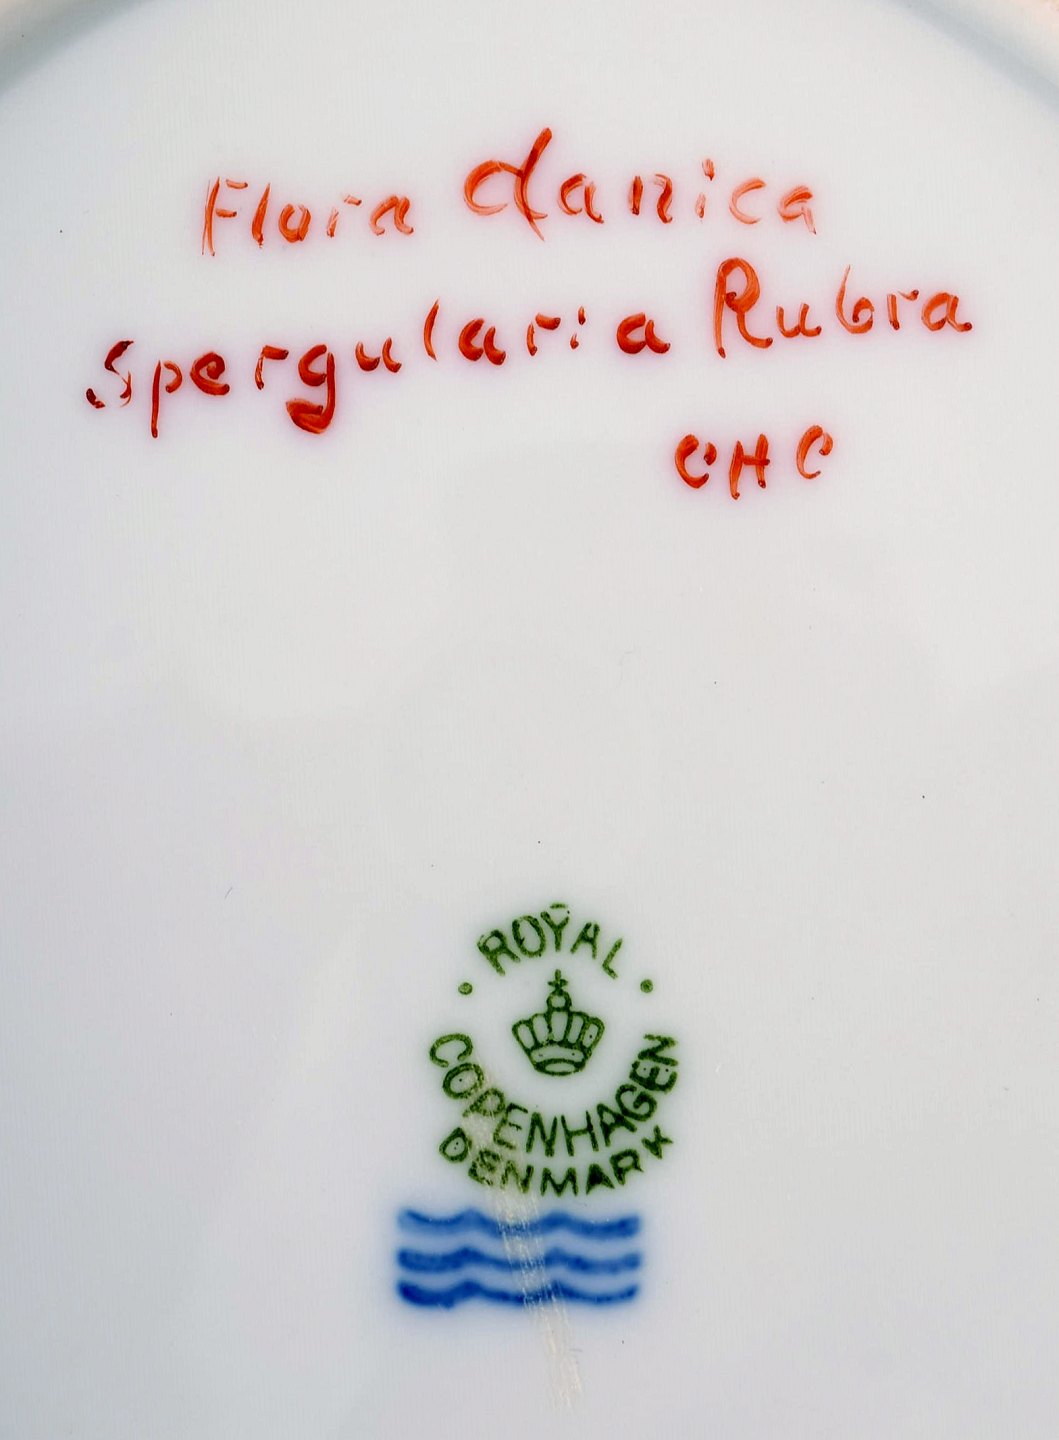 Flora danica
Spergularia Rubra
CHC
ROYAL
COPENHAGEN
DENMARK